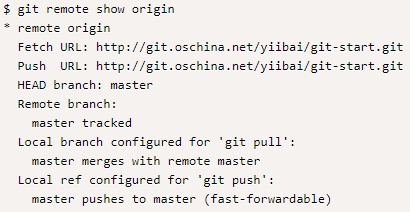 $ git remote show origin
* remote origin
  Fetch URL: http://git.oschina.net/yiibai/git-start.git
  Push  URL: http://git.oschina.net/yiibai/git-start.git
  HEAD branch: master
  Remote branch:
    master tracked
  Local branch configured for 'git pull':
    master merges with remote master
  Local ref configured for 'git push':
    master pushes to master (fast-forwardable)